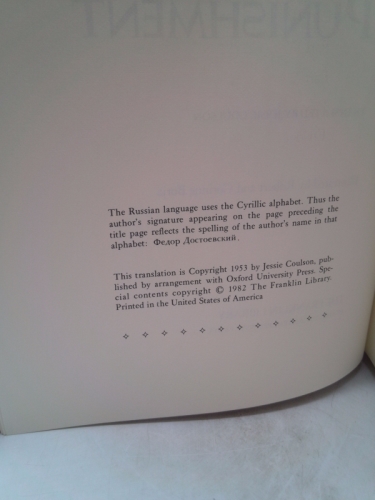 PUNISHMENT
The Russian language uses the Cyrillic alphabet. Thus the
author's signature appearing on the page preceding the
title page reflects the spelling of the author's name in that
alphabet: Федор Достоевский.
This translation is Copyright 1953 by Jessie Coulson, pub-
lished by arrangement with Oxford University Press. Spe-
cial contents copyright © 1982 The Franklin Library.
Printed in the United States of America